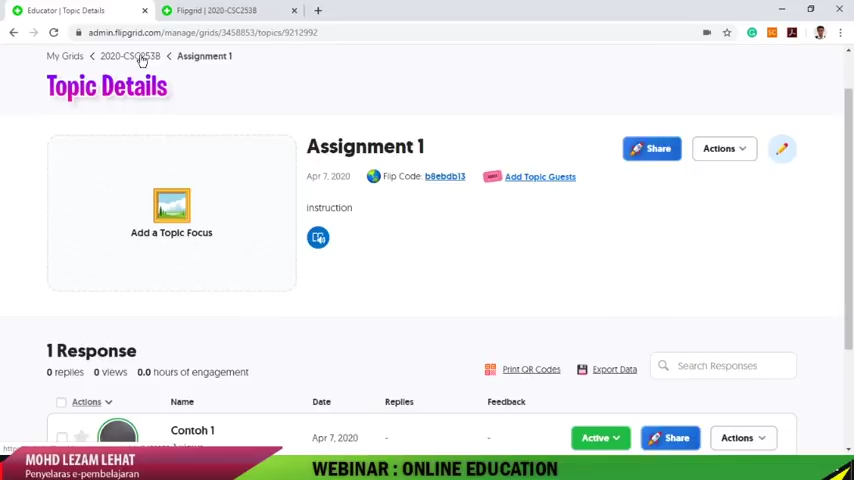 Educator | Topic Details
Flipgrid | 2020-CSC253B
admin.flipgrid.com/manage/grids/3458853/topics/9212992
My Grids 2020-CSC253B Assignment 1
Topic Details
Add a Topic Focus
Assignment 1
Share
Actions
Apr 7, 2020
Flip Code: b8ebdb13
Add Topic Guests
instruction
1 Response
0 replies 0 views 0.0 hours of engagement
Print QR Codes
Export Data
Search Responses
Actions Name Date Replies Feedback
Contoh 1
Apr 7, 2020 - -
Active
Share
Actions
MOHD LEZAM LEHAT
Penyelaras e-pembelajaran
WEBINAR : ONLINE EDUCATION